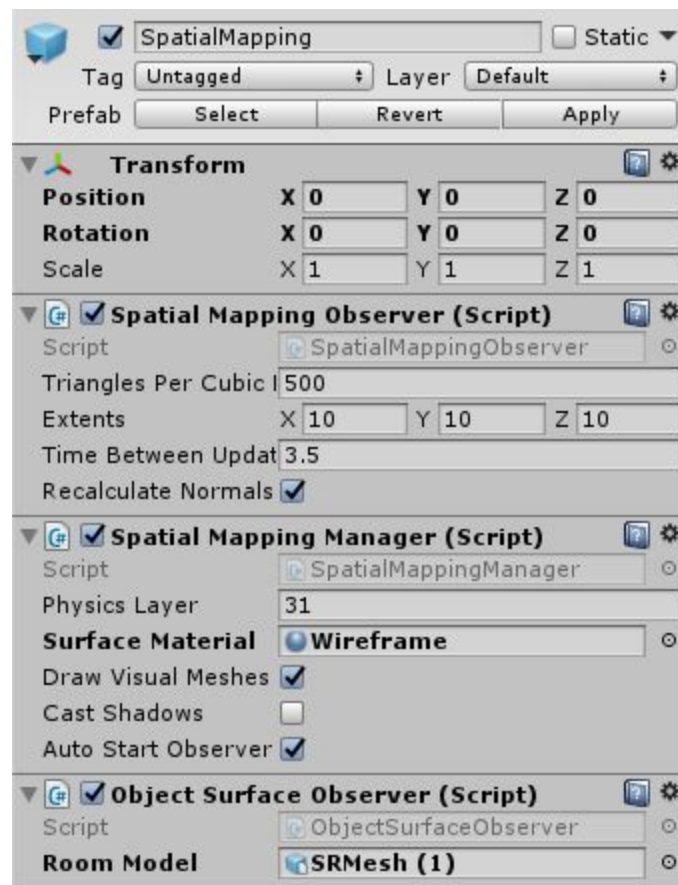 SpatialMapping Static
Tag Untagged Layer Default
Prefab Select Revert Apply
Transform
Position X 0 Y 0 Z 0
Rotation X 0 Y 0 Z 0
Scale X 1 Y 1 Z 1
Spatial Mapping Observer (Script)
Script SpatialMappingObserver
Triangles Per Cubic 500
Extents X 10 Y 10 Z 10
Time Between Updat 3.5
Recalculate Normals
Spatial Mapping Manager (Script)
Script SpatialMappingManager
Physics Layer 31
Surface Material Wireframe
Draw Visual Meshes
Cast Shadows
Auto Start Observer
Object Surface Observer (Script)
Script ObjectSurfaceObserver
Room Model SRMesh (1)